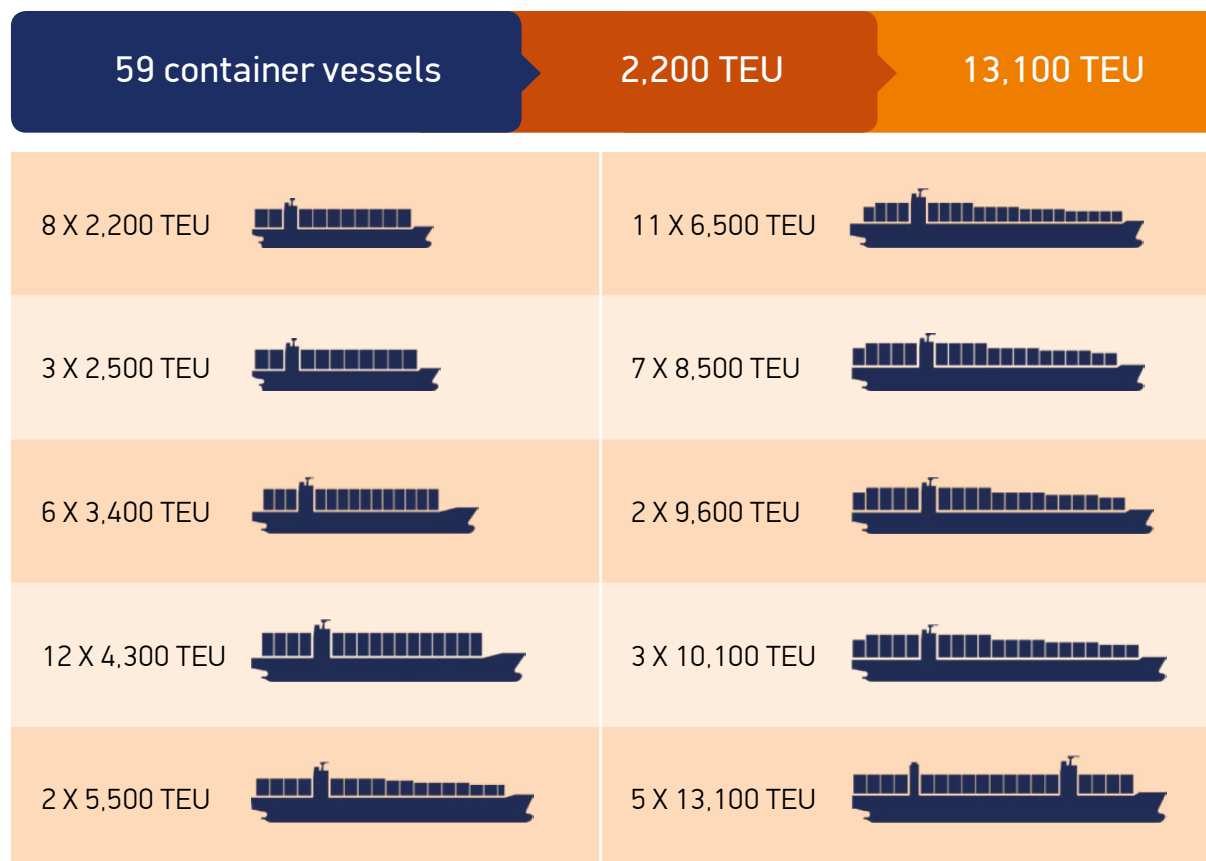 59 container vessels
2,200 TEU
13,100 TEU
8 X 2,200 TEU
11 X 6,500 TEU
3 X 2,500 TEU
7 X 8,500 TEU
6 X 3,400 TEU
2 X 9,600 TEU
12 X 4,300 TEU
3 X 10,100 TEU
2 X 5,500 TEU
5 X 13,100 TEU